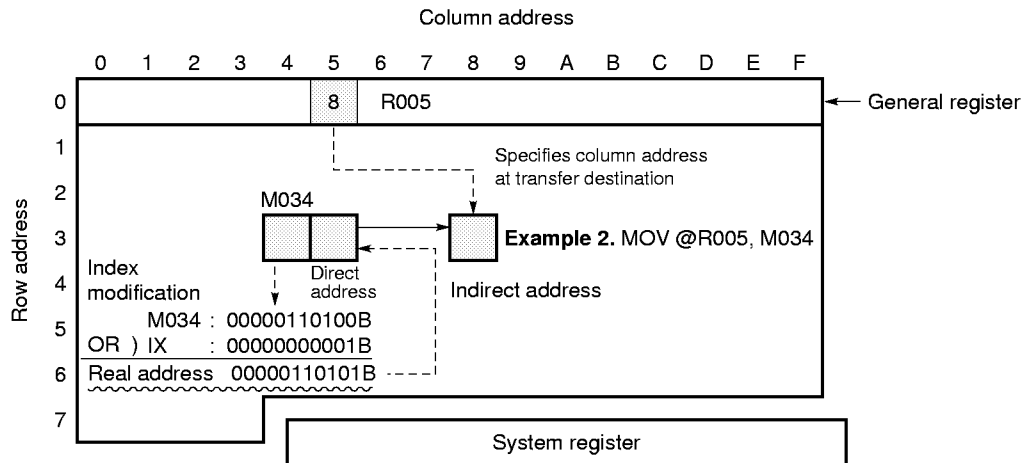 Column address
0 1 2 3 4 5 6 7 8 9 A B C D E F
0 8 R005 General register
1
Specifies column address
at transfer destination
2
M034
Row address
3 Example 2. MOV @R005, M034
Index
modification
Direct
address
4 Indirect address
5 M034 : 00000110100B
OR ) IX : 00000000001B
6 Real address 00000110101B
7
System register